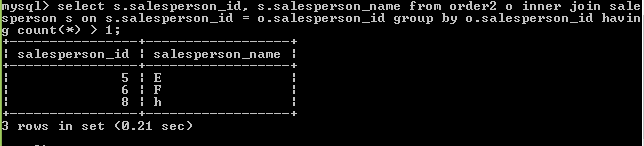 mysql> select s.salesperson_id, s.salesperson_name from order2 o inner join sale
sperson s on s.salesperson_id = o.salesperson_id group by o.salesperson_id havin
g count(*) > 1;
+----------------+------------------+
| salesperson_id | salesperson_name |
+----------------+------------------+
|              5 | E                |
|              6 | F                |
|              8 | h                |
+----------------+------------------+
3 rows in set (0.21 sec)